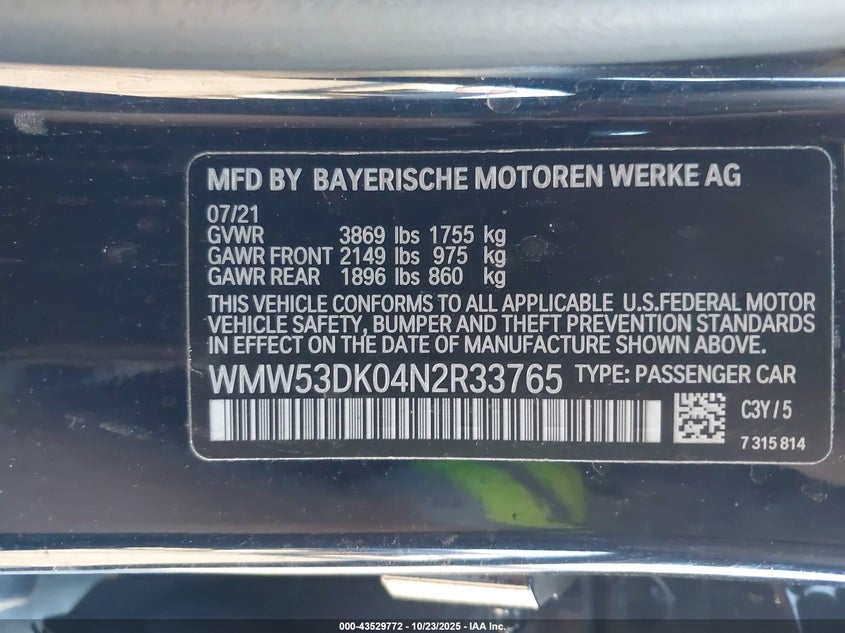 MFD BY BAYERISCHE MOTOREN WERKE AG
07/21
GVWR 3869 lbs 1755 kg
GAWR FRONT 2149 lbs 975 kg
GAWR REAR 1896 lbs 860 kg
THIS VEHICLE CONFORMS TO ALL APPLICABLE U.S.FEDERAL MOTOR
VEHICLE SAFETY, BUMPER AND THEFT PREVENTION STANDARDS
IN EFFECT ON THE DATE OF MANUFACTURE SHOWN ABOVE.
WMW53DK04N2R33765 TYPE: PASSENGER CAR
C3Y / 5
7 315 814
000-43529772 - 10/23/2025 - IAA Inc.